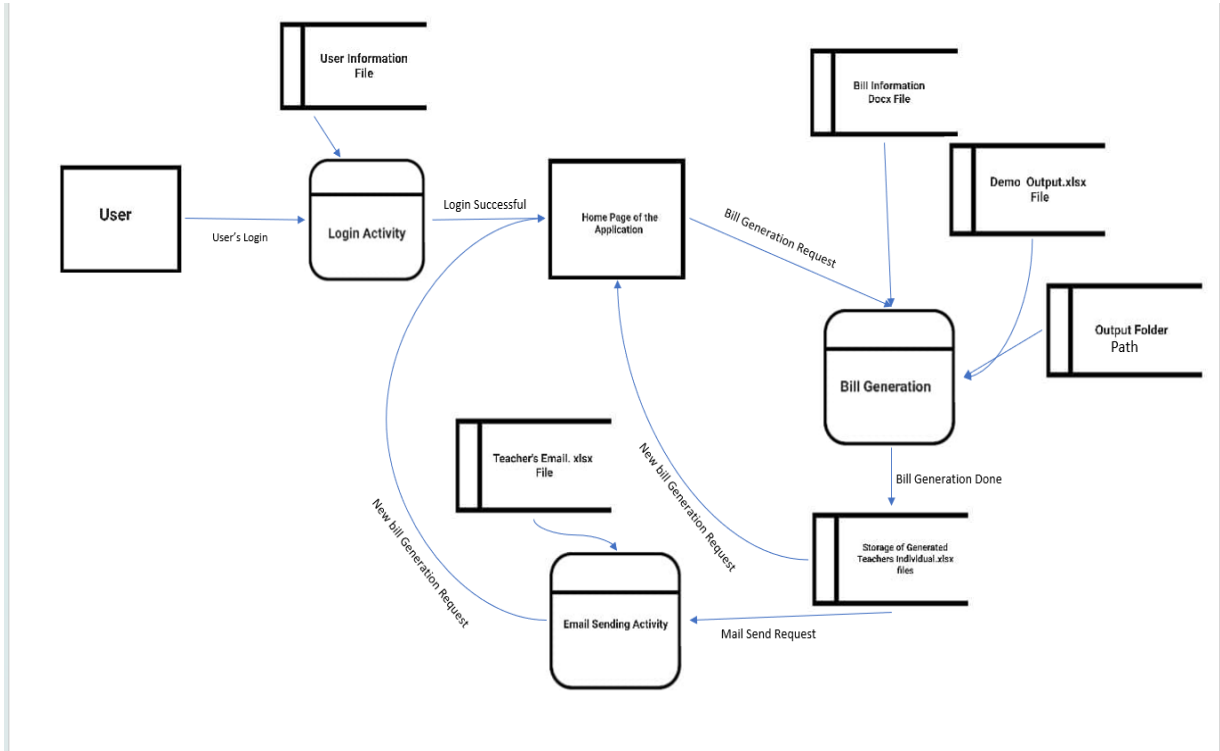 User Information
File
Bill Information
Docx File
Demo Output.xlsx
File
User
User's Login
Login Activity
Login Successful
Home Page of the
Application
Bill Generation Request
Output Folder
Path
Bill Generation
Teacher's Email. xlsx
File
New bill Generation Request
New bill Generation Request
Bill Generation Done
Storage of Generated
Teachers Individual.xlsx
files
Email Sending Activity
Mail Send Request